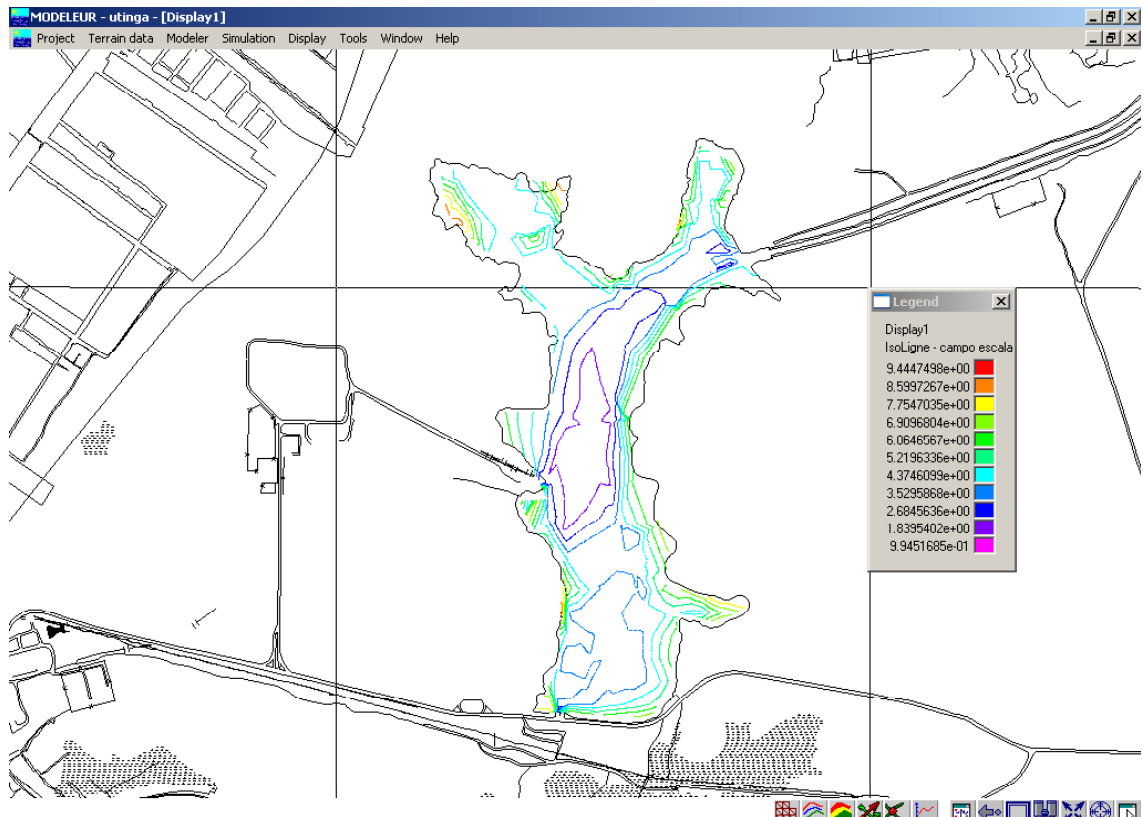 MODELEUR - utinga - [Display1]
Project Terrain data Modeler Simulation Display Tools Window Help
Legend
Display1
IsoLigne - campo escala
9.4447498e+00
8.5997267e+00
7.7547035e+00
6.9096804e+00
6.0646567e+00
5.2196336e+00
4.3746099e+00
3.5295868e+00
2.6845636e+00
1.8395402e+00
9.9451685e-01